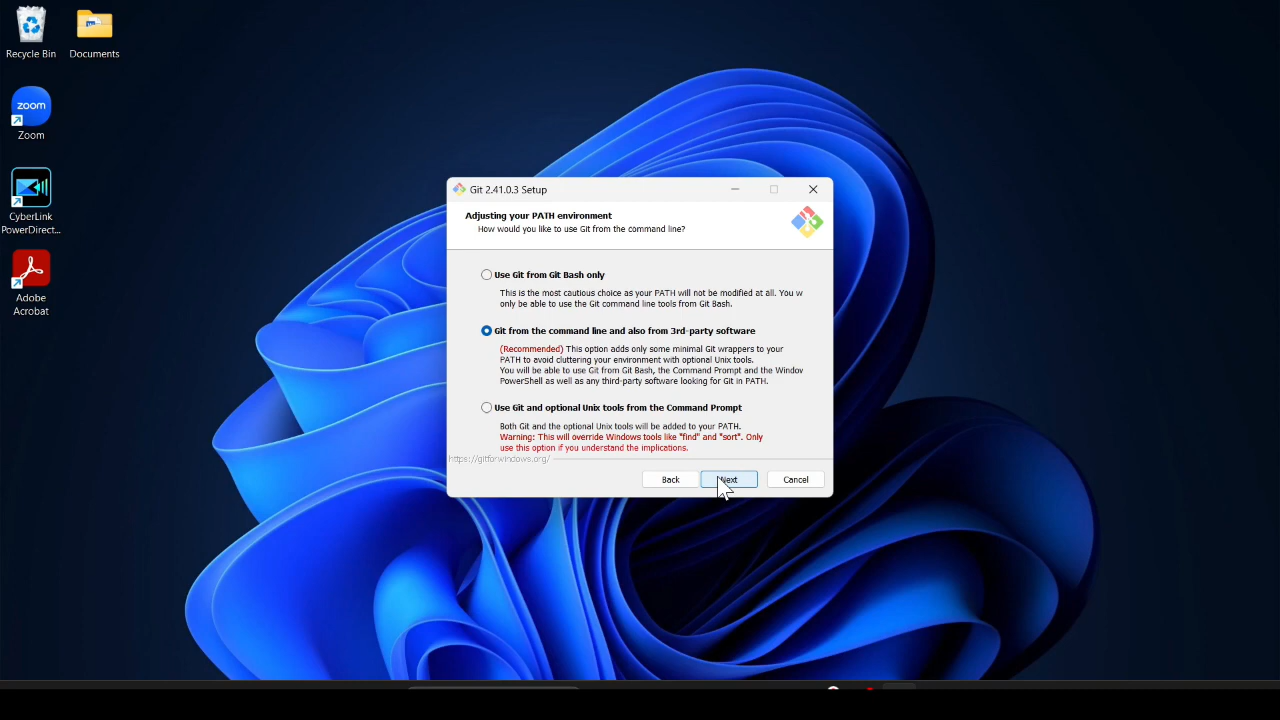 Recycle Bin
Documents
zoom
Zoom
CyberLink
PowerDirect...
Adobe
Acrobat
Git 2.41.0.3 Setup
Adjusting your PATH environment
How would you like to use Git from the command line?
Use Git from Git Bash only
This is the most cautious choice as your PATH will not be modified at all. You w
only be able to use the Git command line tools from Git Bash.
Git from the command line and also from 3rd-party software
(Recommended) This option adds only some minimal Git wrappers to your
PATH to avoid cluttering your environment with optional Unix tools.
You will be able to use Git from Git Bash, the Command Prompt and the Window
PowerShell as well as any third-party software looking for Git in PATH.
Use Git and optional Unix tools from the Command Prompt
Both Git and the optional Unix tools will be added to your PATH.
Warning: This will override Windows tools like "find" and "sort". Only
use this option if you understand the implications.
https://gitforwindows.org/
Back
Next
Cancel